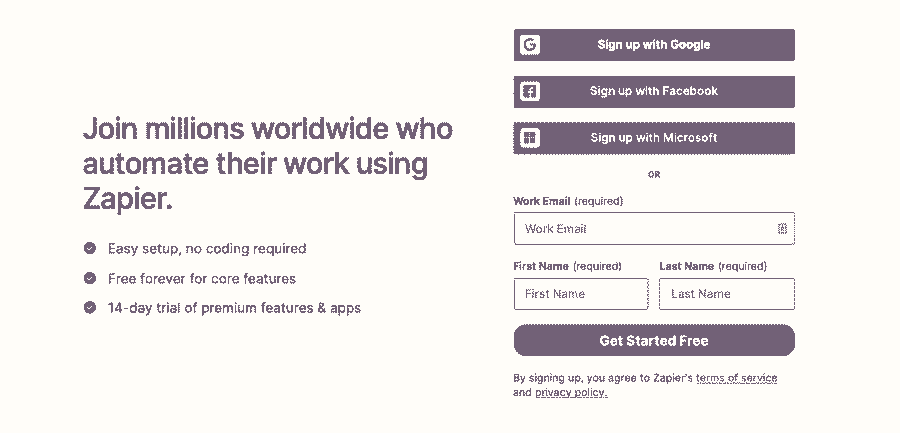 Join millions worldwide who
automate their work using
Zapier.
Easy setup, no coding required
Free forever for core features
14-day trial of premium features & apps
Sign up with Google
Sign up with Facebook
Sign up with Microsoft
OR
Work Email (required)
Work Email
First Name (required) Last Name (required)
First Name Last Name
Get Started Free
By signing up, you agree to Zapier's terms of service
and privacy policy.